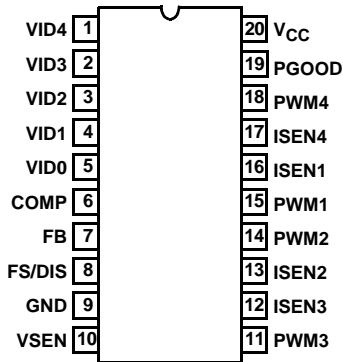 VID4 1 20 VCC
VID3 2 19 PGOOD
VID2 3 18 PWM4
VID1 4 17 ISEN4
VID0 5 16 ISEN1
COMP 6 15 PWM1
FB 7 14 PWM2
FS/DIS 8 13 ISEN2
GND 9 12 ISEN3
VSEN 10 11 PWM3